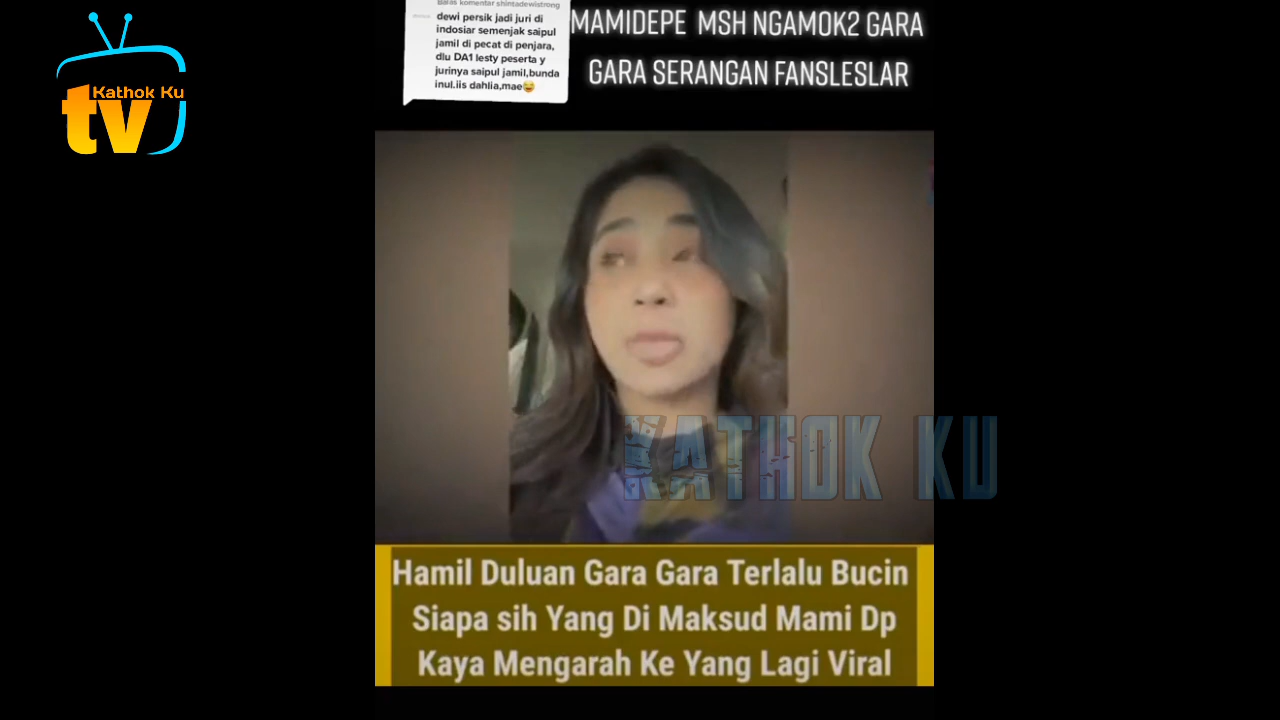 Kathok Ku
tv
Balas komentar shintadewistrong
dewi persik jadi juri di
indosiar semenjak saipul
jamil di pecat di penjara,
dlu DA1 lesty peserta y
jurinya saipul jamil,bunda
inul.iis dahlia,mae😂
MAMIDEPE MSH NGAMOK2 GARA
GARA SERANGAN FANSLESLAR
KATHOK KU
Hamil Duluan Gara Gara Terlalu Bucin
Siapa sih Yang Di Maksud Mami Dp
Kaya Mengarah Ke Yang Lagi Viral